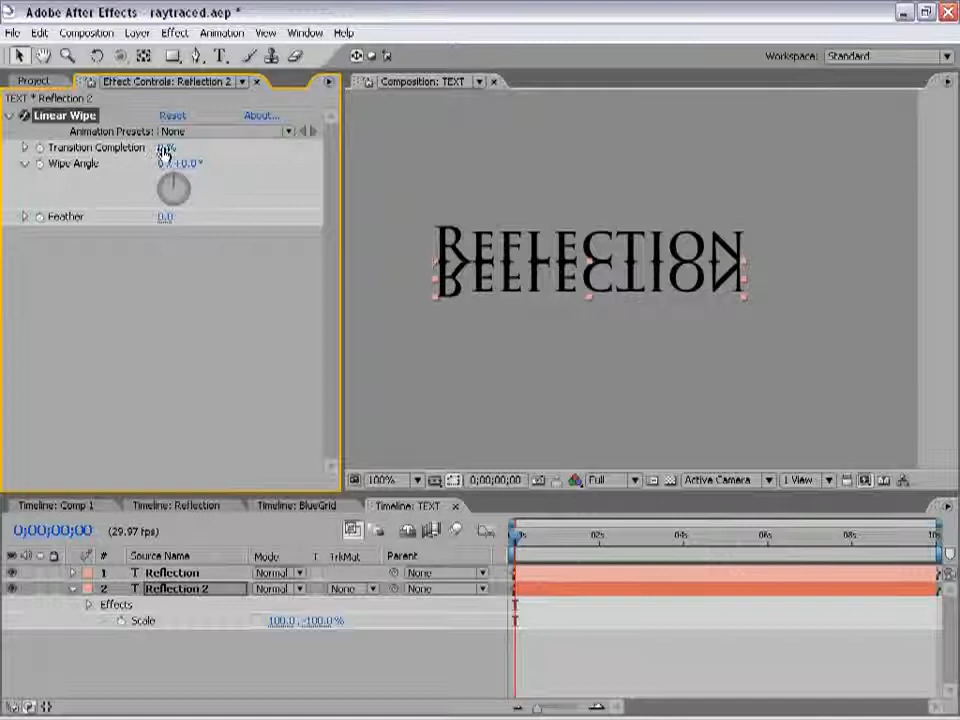 Adobe After Effects - raytraced.aep *
File Edit Composition Layer Effect Animation View Window Help
Workspace: Standard
Project Effect Controls: Reflection 2 Composition: TEXT
TEXT * Reflection 2
Linear Wipe Reset About...
Animation Presets: None
Transition Completion
Wipe Angle
Feather 0.0
REFLECTION
100% 0;00;00;00 Full Active Camera 1 View
Timeline: Comp 1 Timeline: Reflection Timeline: BlueGrid Timeline: TEXT
0;00;00;00 (29.97 fps)
02s 04s 06s 08s 10s
# Source Name Mode T TrkMat Parent
1 T Reflection Normal None
2 T Reflection 2 Normal None None
Effects
Scale 100.0, -100.0%